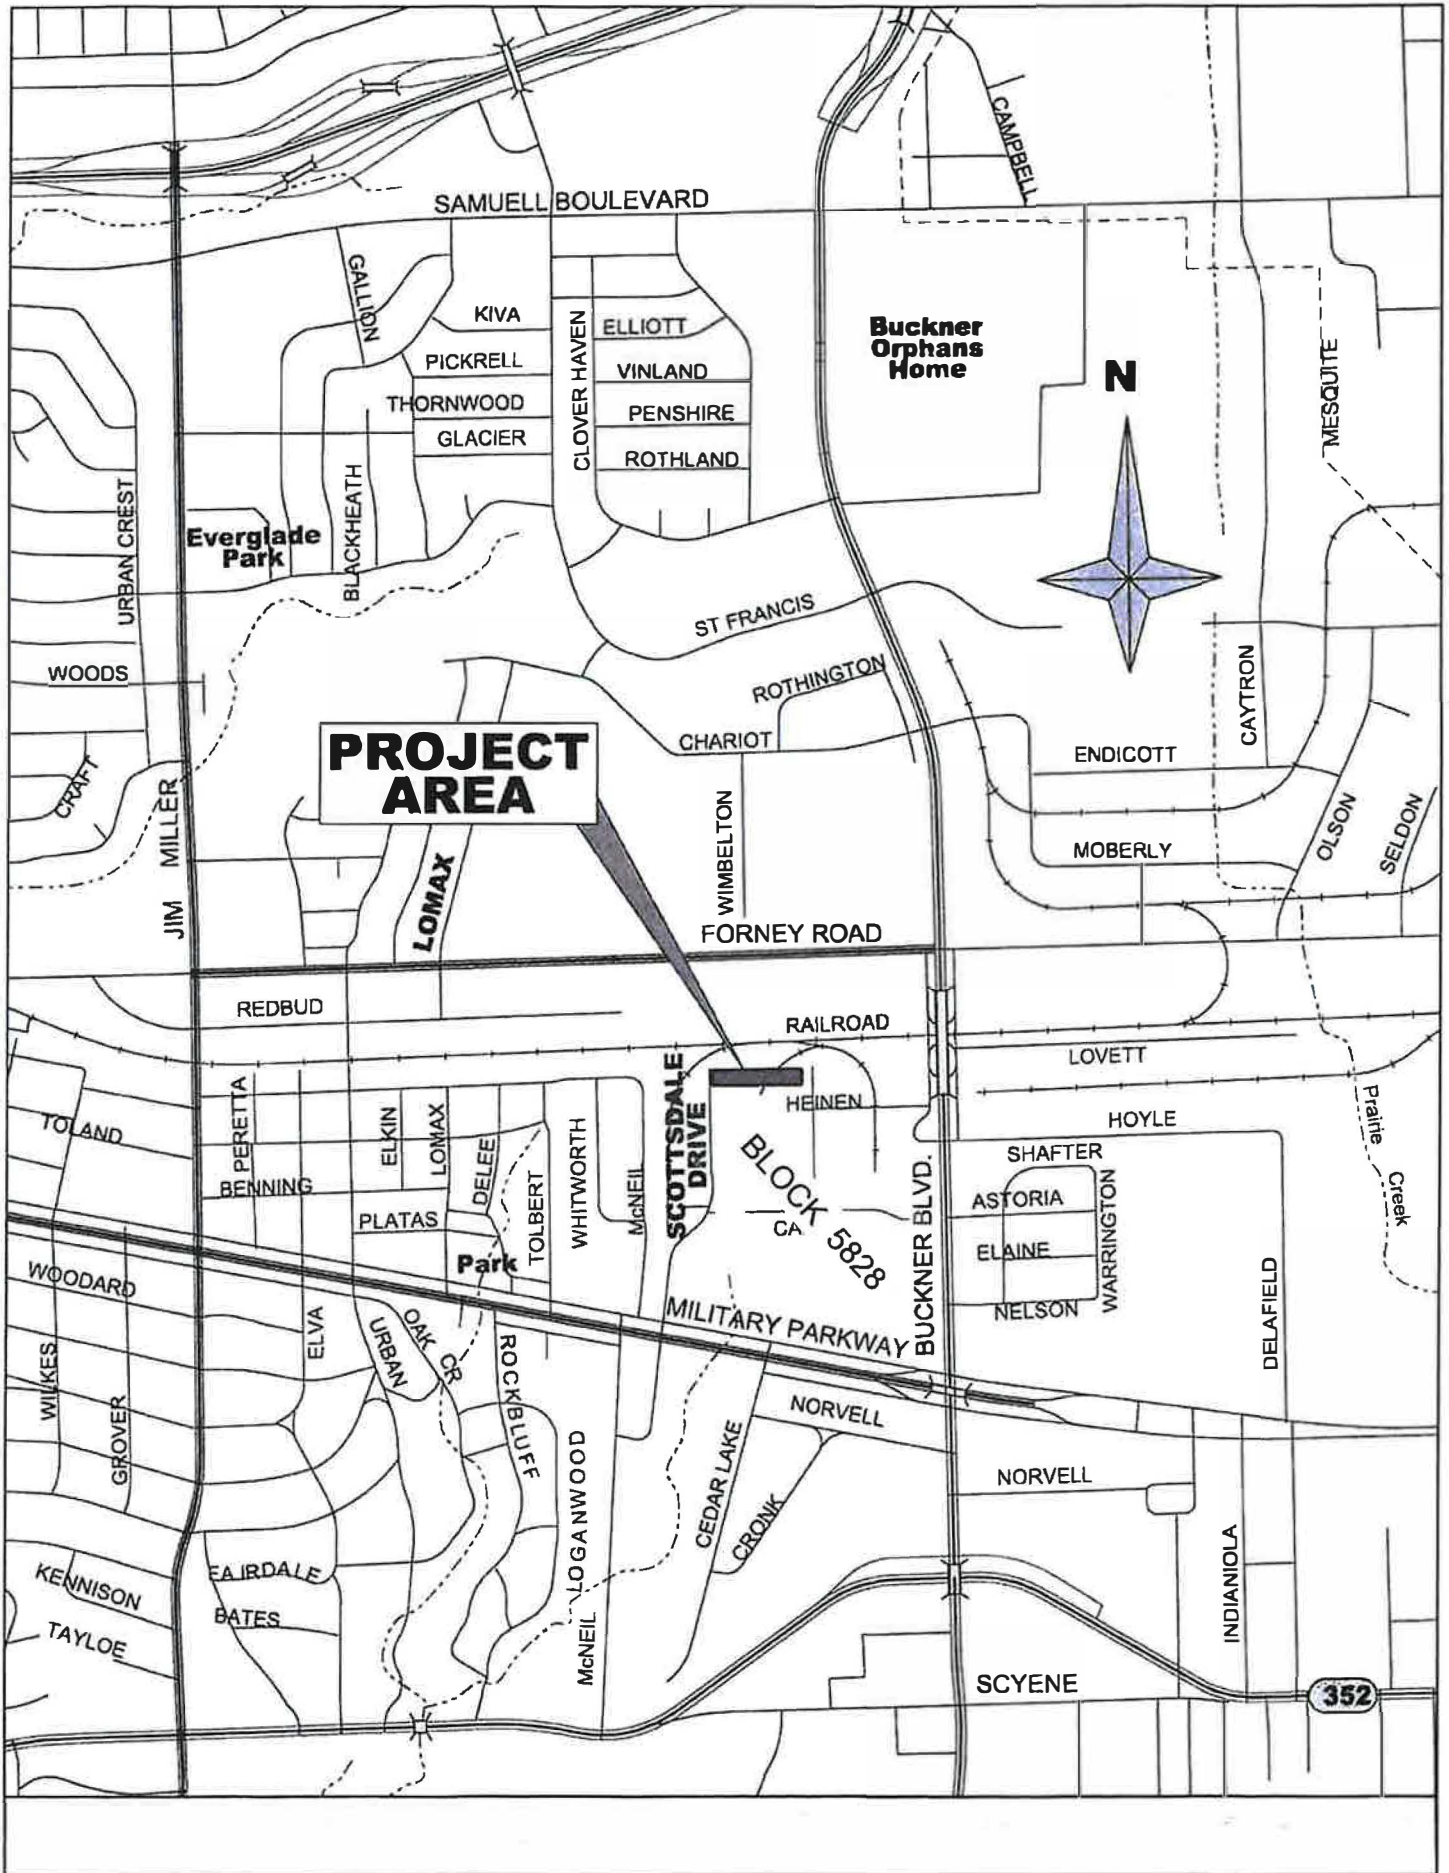 CAMPBELL
SAMUELL BOULEVARD
GALLION
KIVA
ELLIOTT
PICKRELL
CLOVER HAVEN
VINLAND
THORNWOOD
PENSHIRE
GLACIER
ROTHLAND
Buckner
Orphans
Home
N
MESQUITE
URBAN CREST
Everglade
Park
BLACKHEATH
ST FRANCIS
WOODS
ROTHINGTON
CAYTRON
PROJECT
AREA
CHARIOT
ENDICOTT
CRAFT
JIM MILLER
LOMAX
WIMBELTON
MOBERLY
OLSON
SELDON
FORNEY ROAD
REDBUD
RAILROAD
LOVETT
TOLAND
PERETTA
ELKIN
LOMAX
DELEE
TOLBERT
WHITWORTH
McNEIL
SCOTTSDALE
DRIVE
HEINEN
BLOCK 5828
CA
BUCKNER BLVD.
HOYLE
SHAFTER
ASTORIA
ELAINE
NELSON
WARRINGTON
DELAFIELD
Prairie
Creek
BENNING
PLATAS
Park
WOODARD
MILITARY PARKWAY
ELVA
URBAN
OAK CR
ROCKBLUFF
WILKES
GROVER
LOGANWOOD
McNEIL
CEDAR LAKE
CRONK
NORVELL
NORVELL
INDIANIOLA
KENNISON
FAIRDALE
BATES
TAYLOE
SCYENE
352